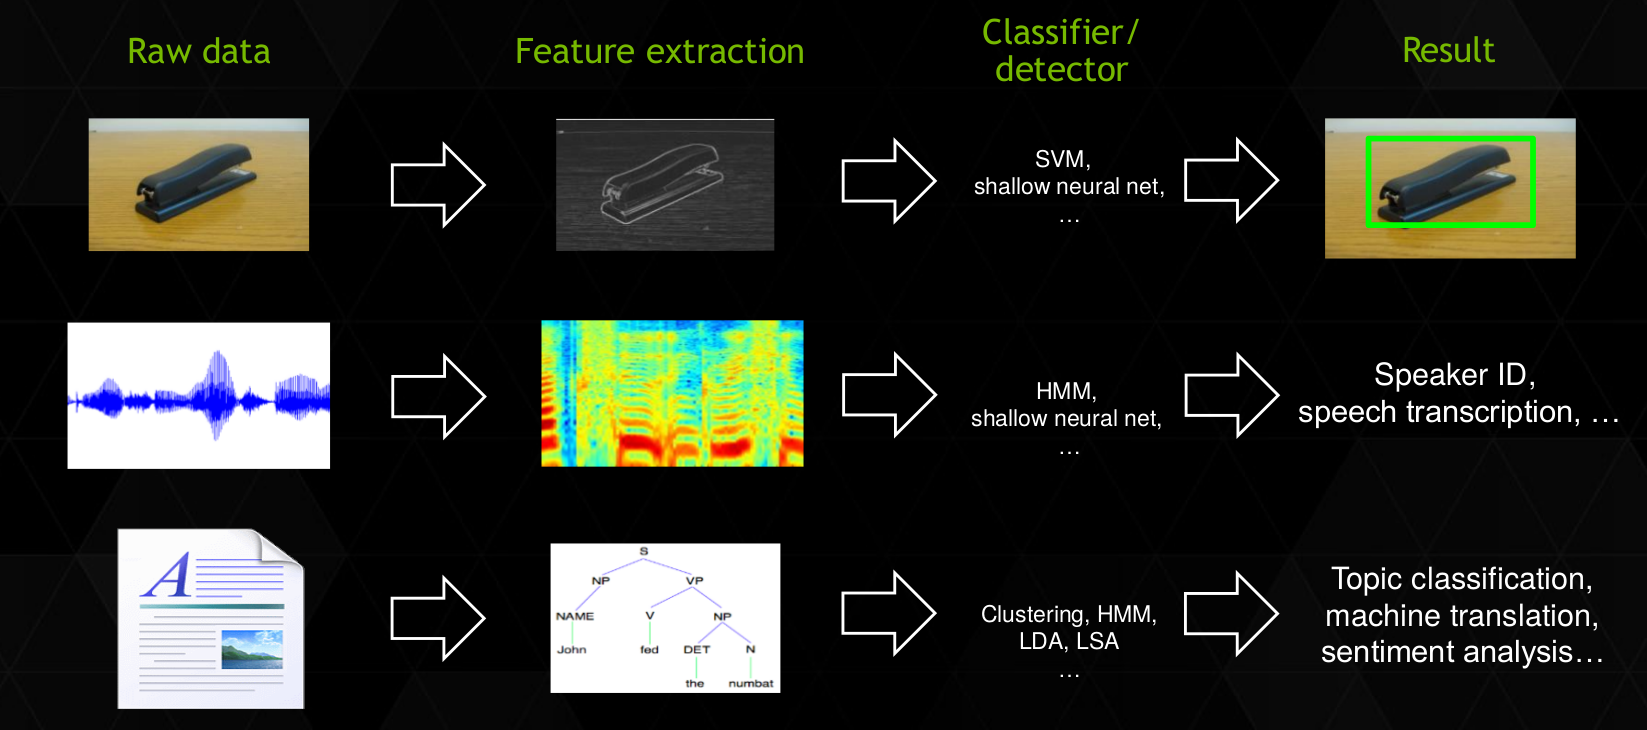 Raw data
Feature extraction
Classifier/
detector
Result
SVM,
shallow neural net,
...
HMM,
shallow neural net,
...
Speaker ID,
speech transcription, ...
A
S
NP VP
NAME V NP
John fed DET N
the numbat
Clustering, HMM,
LDA, LSA
...
Topic classification,
machine translation,
sentiment analysis...